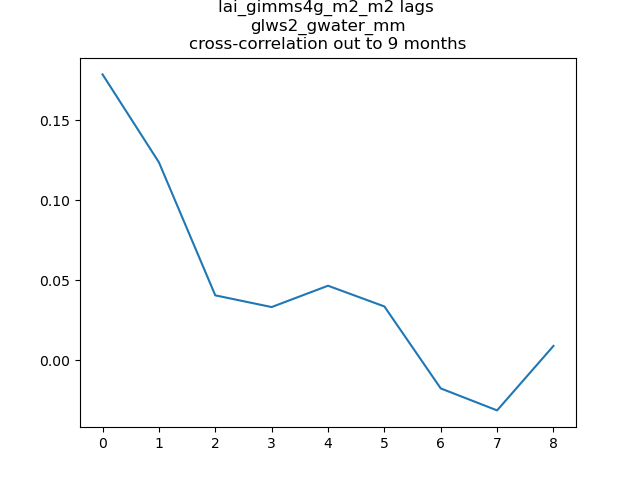 lai_gimms4g_m2_m2 lags
glws2_gwater_mm
cross-correlation out to 9 months
0.15
0.10
0.05
0.00
0 1 2 3 4 5 6 7 8